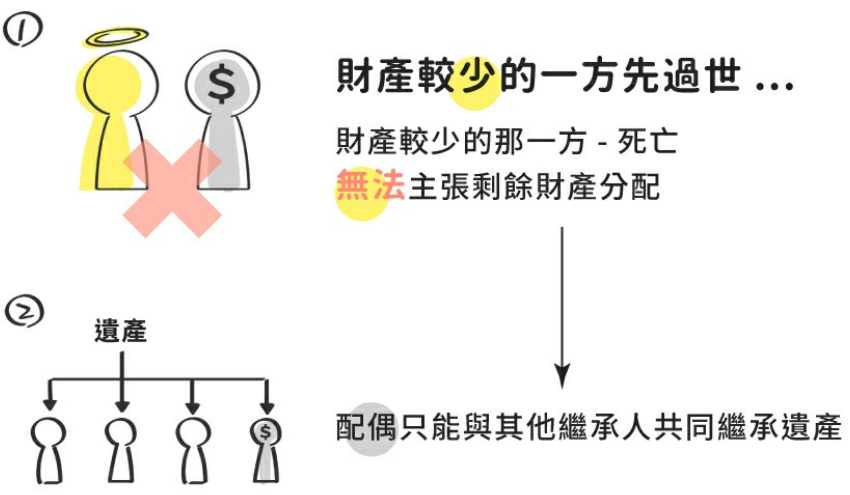 ①
$
財產較少的一方先過世...
財產較少的那一方 - 死亡
無法主張剩餘財產分配
②
遺產
$
配偶只能與其他繼承人共同繼承遺產